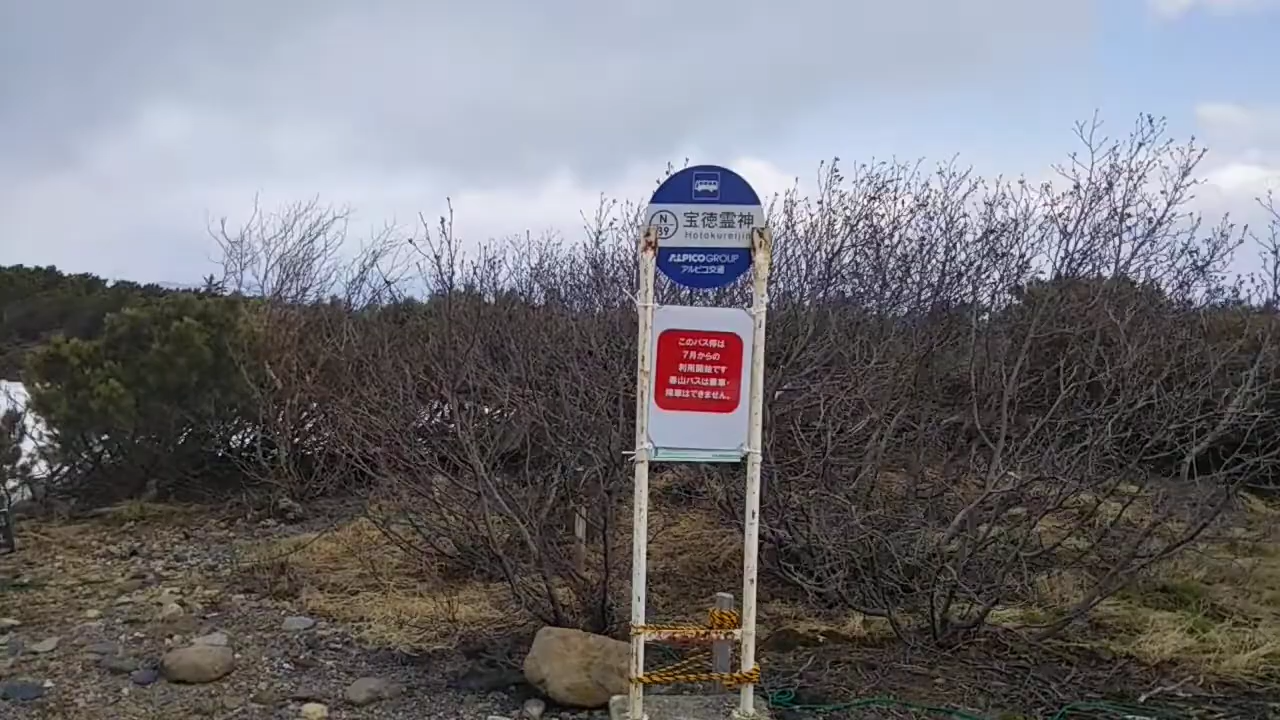 N
39
宝徳霊神
Hotokureijin
ALPICO GROUP
アルピコ交通
このバス停は
7月からの
利用開始です
春山バスは乗車・
降車はできません。